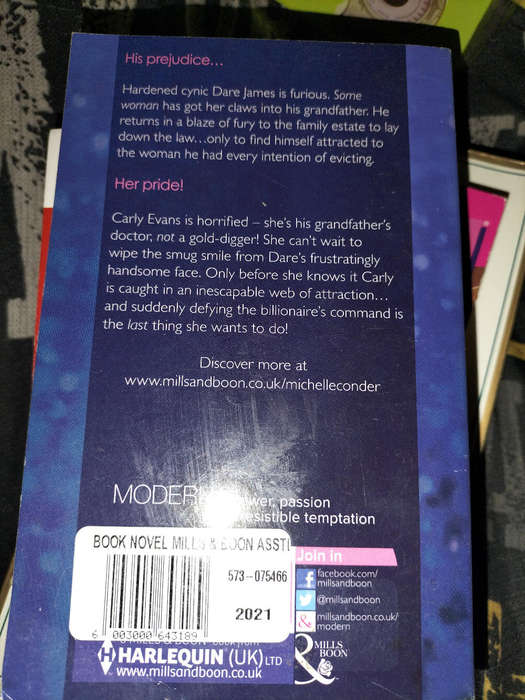 His prejudice...
Hardened cynic Dare James is furious. Some
woman has got her claws into his grandfather. He
returns in a blaze of fury to the family estate to lay
down the law...only to find himself attracted to
the woman he had every intention of evicting.
Her pride!
Carly Evans is horrified – she's his grandfather's
doctor, not a gold-digger! She can't wait to
wipe the smug smile from Dare's frustratingly
handsome face. Only before she knows it Carly
is caught in an inescapable web of attraction...
and suddenly defying the billionaire's command is
the last thing she wants to do!
Discover more at
www.millsandboon.co.uk/michelleconder
passion
temptation
BOOK NOVEL MILLS & BOON ASSTD
573-075466
2021
6 003000 643189
Join in
facebook.com/
millsandboon
@millsandboon
millsandboon.co.uk/
modern
HARLEQUIN (UK) LTD
www.millsandboon.co.uk
MILLS
&
BOON